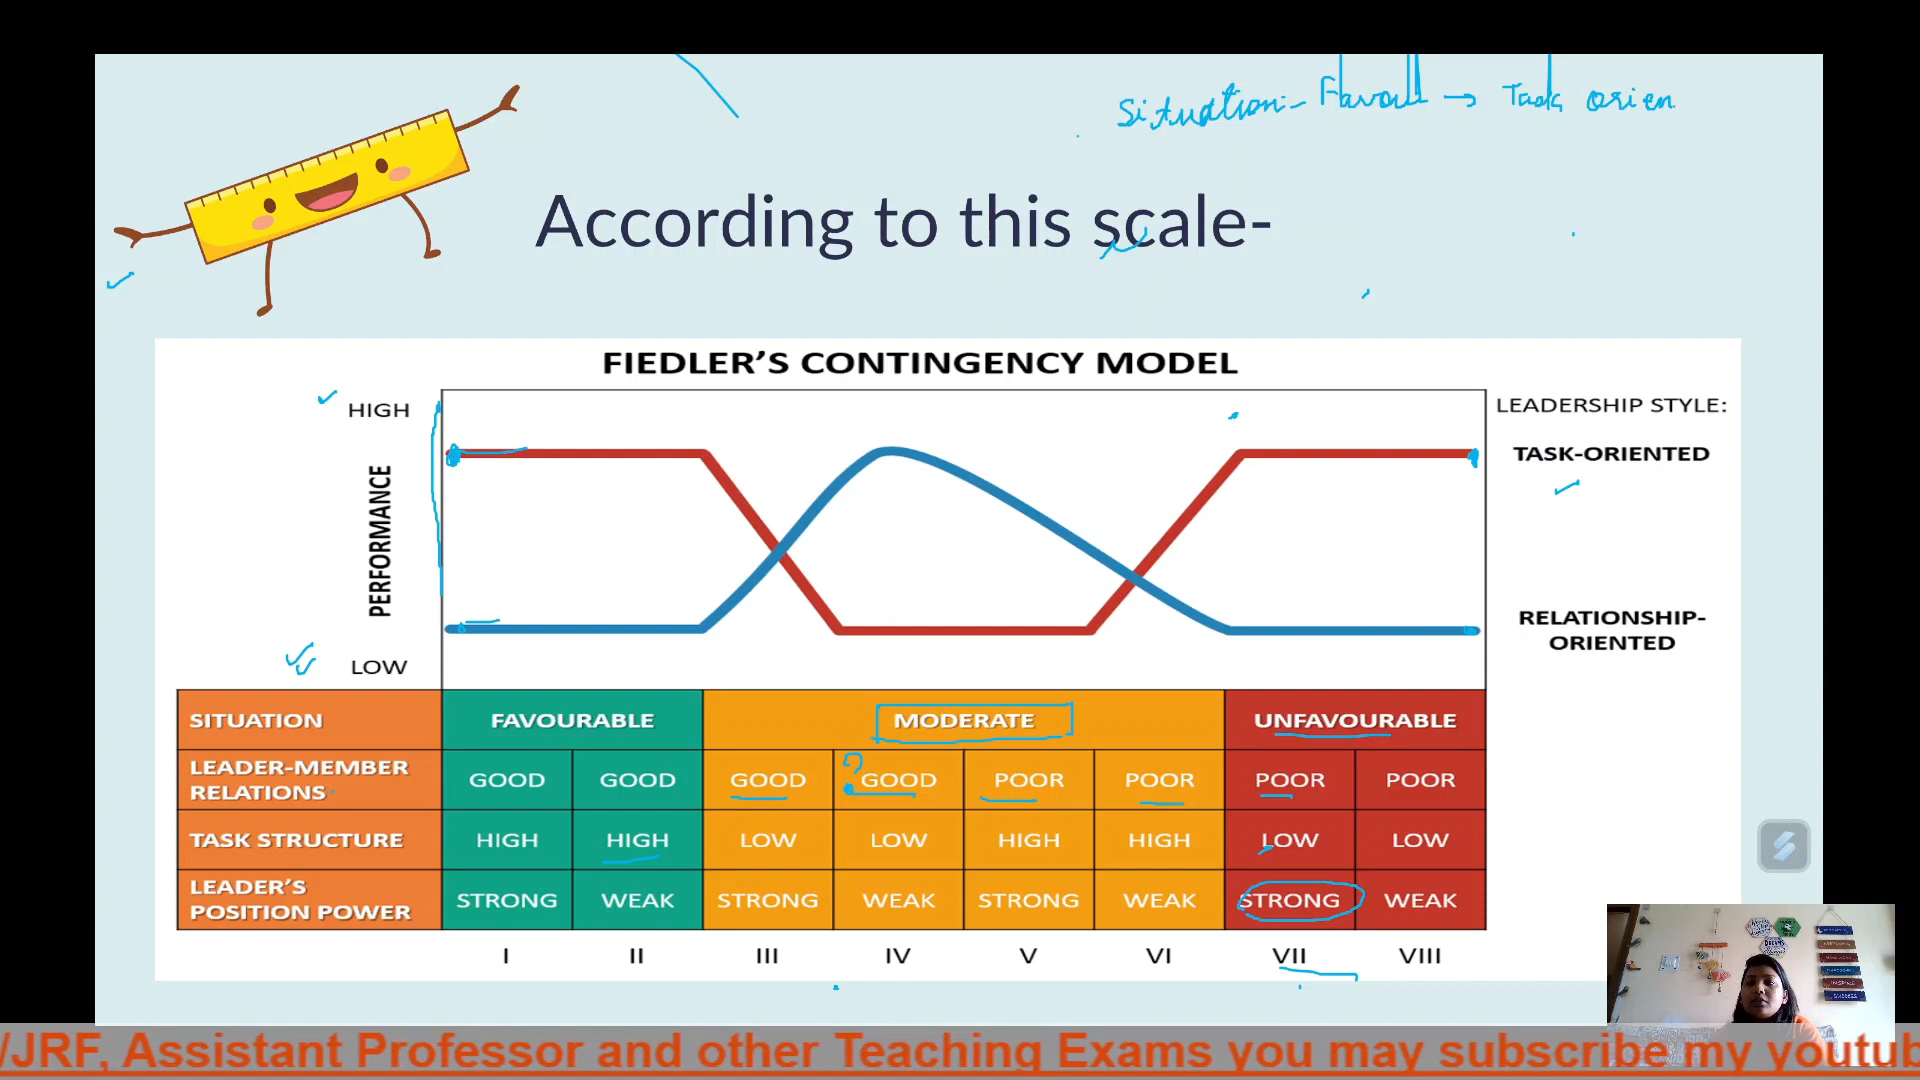 Situation - Favour → Task orien
According to this scale-
FIEDLER'S CONTINGENCY MODEL
HIGH
PERFORMANCE
LOW
LEADERSHIP STYLE:
TASK-ORIENTED
RELATIONSHIP-
ORIENTED
SITUATION FAVOURABLE MODERATE UNFAVOURABLE
LEADER-MEMBER
RELATIONS GOOD GOOD GOOD GOOD POOR POOR POOR POOR
TASK STRUCTURE HIGH HIGH LOW LOW HIGH HIGH LOW LOW
LEADER'S
POSITION POWER STRONG WEAK STRONG WEAK STRONG WEAK STRONG WEAK
I II III IV V VI VII VIII
/JRF, Assistant Professor and other Teaching Exams you may subscribe my youtub